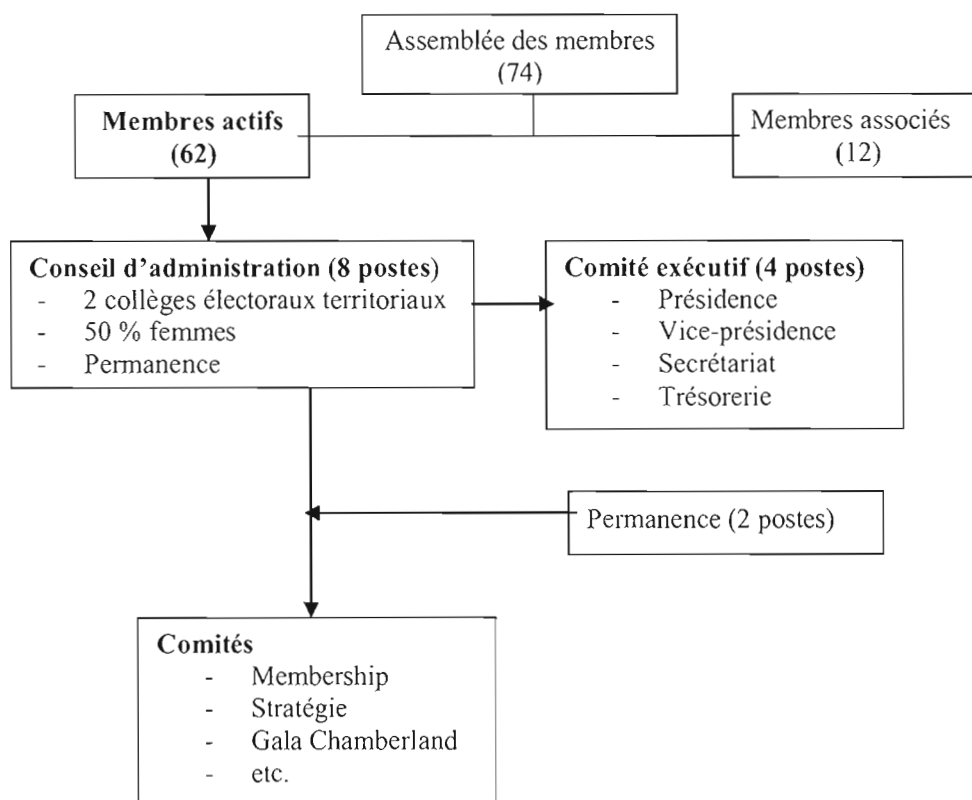 Assemblée des membres
(74)
Membres actifs
(62)
Membres associés
(12)
Conseil d'administration (8 postes)
- 2 collèges électoraux territoriaux
- 50 % femmes
- Permanence
Comité exécutif (4 postes)
- Présidence
- Vice-présidence
- Secrétariat
- Trésorerie
Permanence (2 postes)
Comités
- Membership
- Stratégie
- Gala Chamberland
- etc.